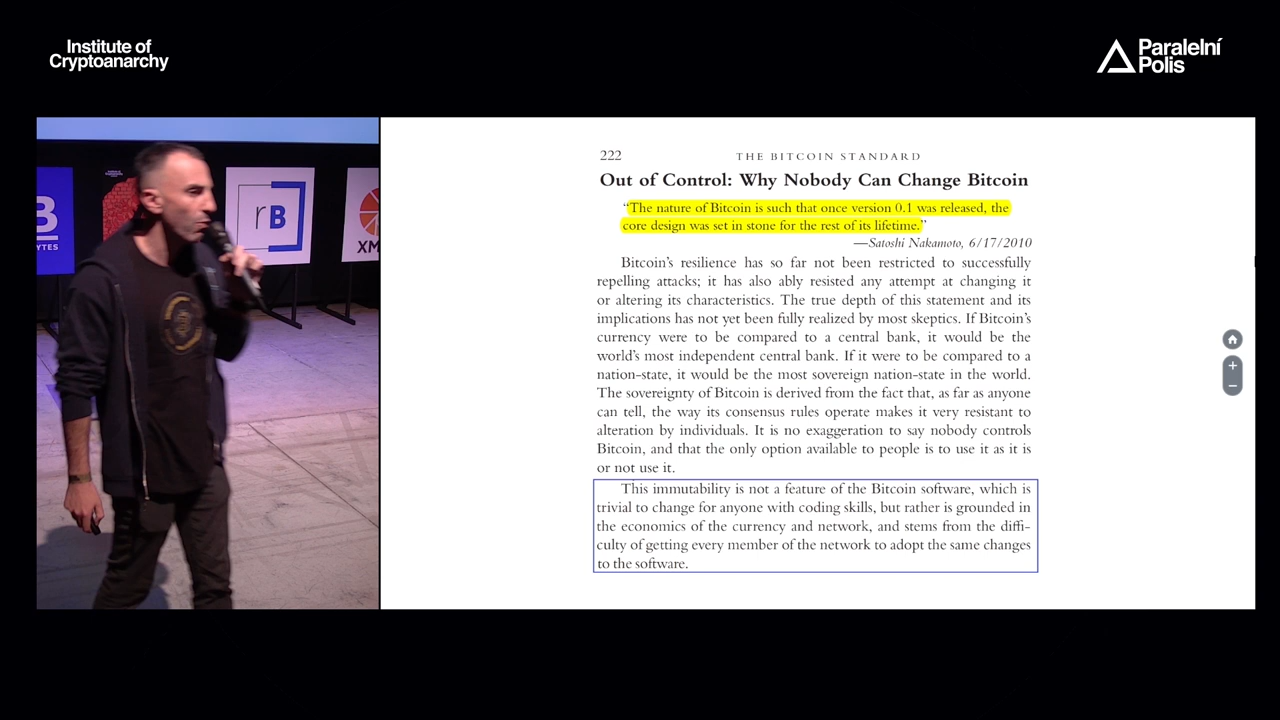 Institute of
Cryptoanarchy
Paralelní
Polis
B
YTES
rB
XM
222
THE BITCOIN STANDARD
Out of Control: Why Nobody Can Change Bitcoin
“The nature of Bitcoin is such that once version 0.1 was released, the
core design was set in stone for the rest of its lifetime.”
—Satoshi Nakamoto, 6/17/2010
Bitcoin’s resilience has so far not been restricted to successfully
repelling attacks; it has also ably resisted any attempt at changing it
or altering its characteristics. The true depth of this statement and its
implications has not yet been fully realized by most skeptics. If Bitcoin’s
currency were to be compared to a central bank, it would be the
world’s most independent central bank. If it were to be compared to a
nation-state, it would be the most sovereign nation-state in the world.
The sovereignty of Bitcoin is derived from the fact that, as far as anyone
can tell, the way its consensus rules operate makes it very resistant to
alteration by individuals. It is no exaggeration to say nobody controls
Bitcoin, and that the only option available to people is to use it as it is
or not use it.
This immutability is not a feature of the Bitcoin software, which is
trivial to change for anyone with coding skills, but rather is grounded in
the economics of the currency and network, and stems from the diffi-
culty of getting every member of the network to adopt the same changes
to the software.
+
−